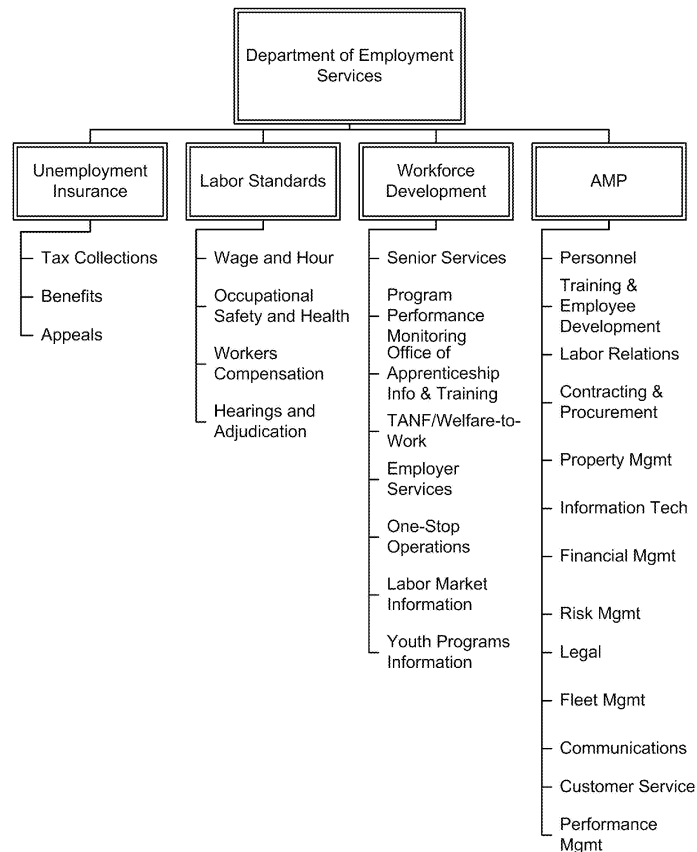 Department of Employment
Services
Unemployment
Insurance
Labor Standards
Workforce
Development
AMP
Tax Collections
Benefits
Appeals
Wage and Hour
Occupational
Safety and Health
Workers
Compensation
Hearings and
Adjudication
Senior Services
Program
Performance
Monitoring
Office of
Apprenticeship
Info & Training
TANF/Welfare-to-
Work
Employer
Services
One-Stop
Operations
Labor Market
Information
Youth Programs
Information
Personnel
Training &
Employee
Development
Labor Relations
Contracting &
Procurement
Property Mgmt
Information Tech
Financial Mgmt
Risk Mgmt
Legal
Fleet Mgmt
Communications
Customer Service
Performance
Mgmt